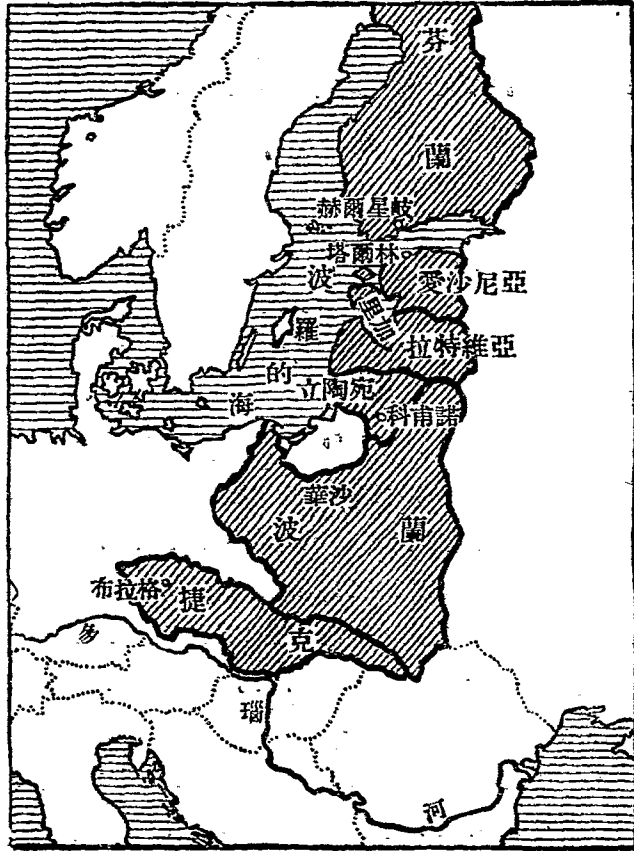 芬蘭
赫爾星歧
塔爾林
愛沙尼亞
里加
拉特維亞
波羅的海
立陶宛
科甫諾
華沙
波蘭
布拉格
捷克
多瑙河